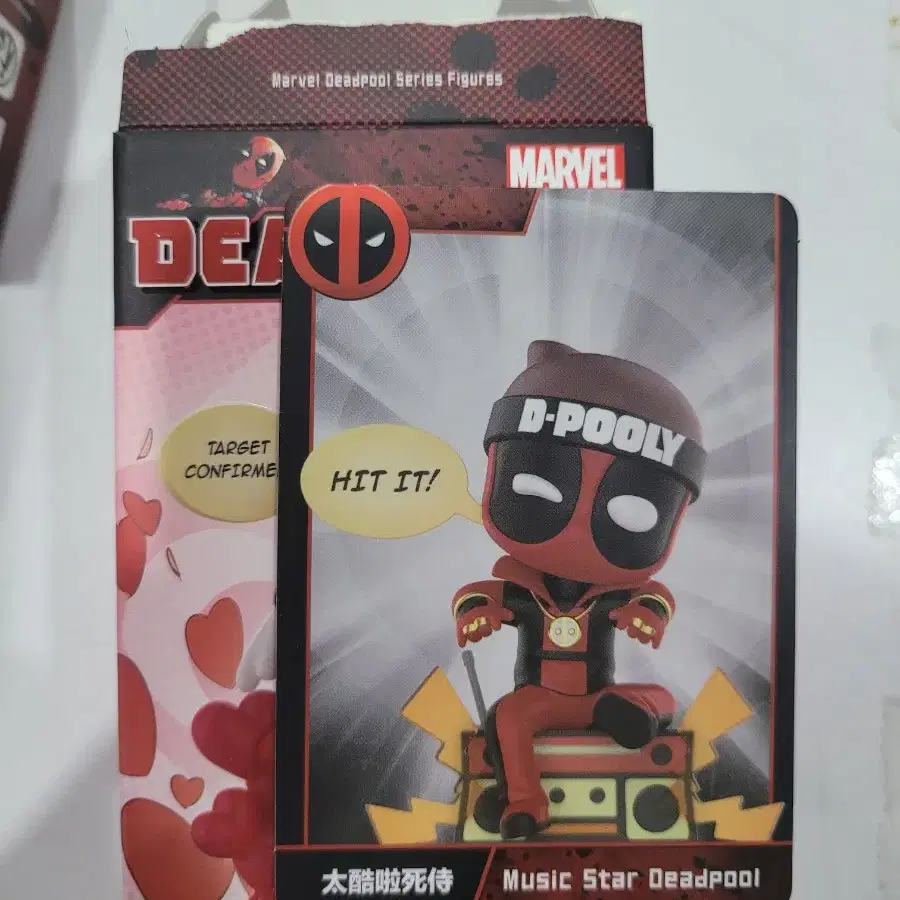 Marvel Deadpool Series Figures
MARVEL
DEA
TARGET
CONFIRME
D-POOLY
HIT IT!
太酷啦死侍
Music Star Deadpool